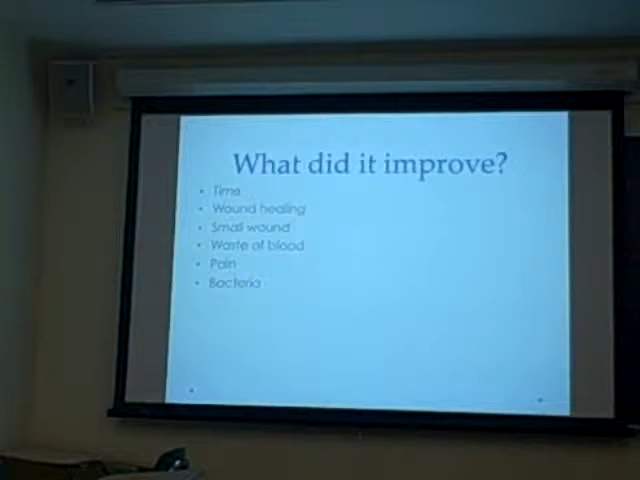 What did it improve?
• Time
• Wound healing
• Small wound
• Waste of blood
• Pain
• Bacteria